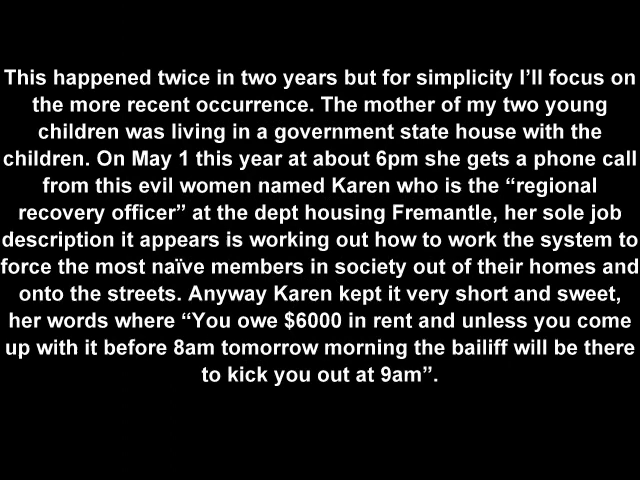 This happened twice in two years but for simplicity I’ll focus on
the more recent occurrence. The mother of my two young
children was living in a government state house with the
children. On May 1 this year at about 6pm she gets a phone call
from this evil women named Karen who is the “regional
recovery officer” at the dept housing Fremantle, her sole job
description it appears is working out how to work the system to
force the most naïve members in society out of their homes and
onto the streets. Anyway Karen kept it very short and sweet,
her words where “You owe $6000 in rent and unless you come
up with it before 8am tomorrow morning the bailiff will be there
to kick you out at 9am”.